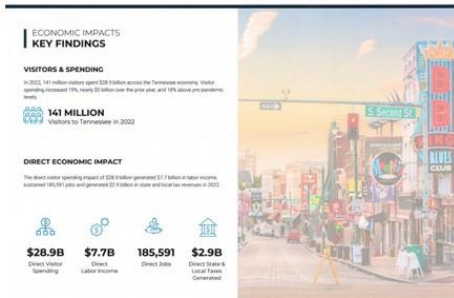 ECONOMIC IMPACTS
KEY FINDINGS
VISITORS & SPENDING
In 2022, 141 million visitors spent $28.9 billion across the Tennessee economy. Visitor
spending increased 19%, nearly $5 billion over the prior year, and 18% above pre-pandemic
levels.
141 MILLION
Visitors to Tennessee in 2022
DIRECT ECONOMIC IMPACT
The direct visitor spending impact of $28.9 billion generated $7.7 billion in labor income,
sustained 185,591 jobs and generated $2.9 billion in state and local tax revenues in 2022.
$28.9B
Direct Visitor
Spending
$7.7B
Direct
Labor Income
185,591
Direct Jobs
$2.9B
Direct State &
Local Taxes
Generated
S. Second St.
B
B
KING
BLUES
CLUB